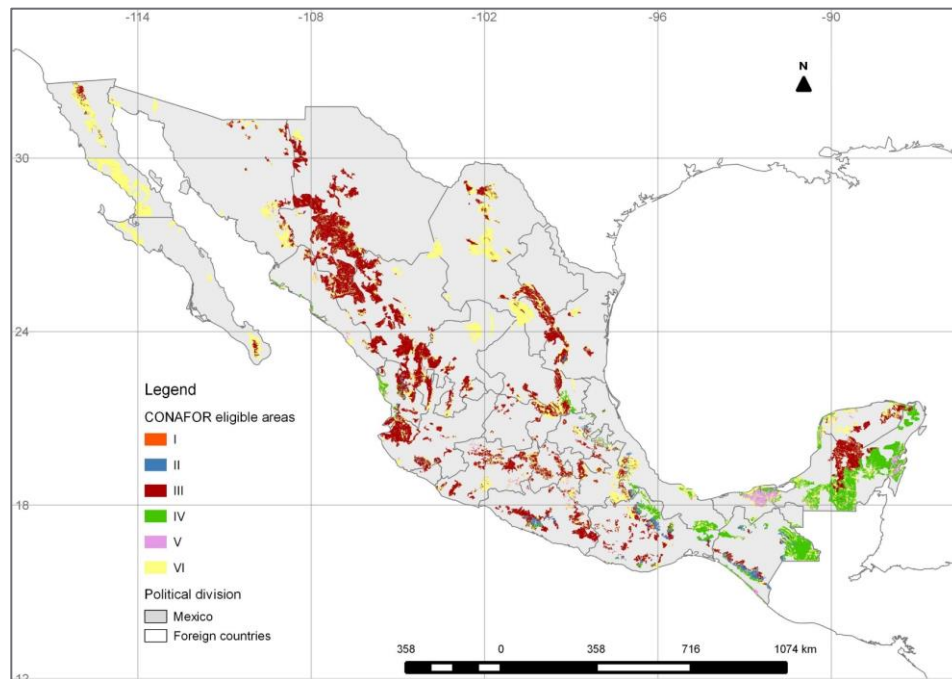 -114 -108 -102 -96 -90
N
30
24
18
12
Legend
CONAFOR eligible areas
I
II
III
IV
V
VI
Political division
Mexico
Foreign countries
358 0 358 716 1074 km